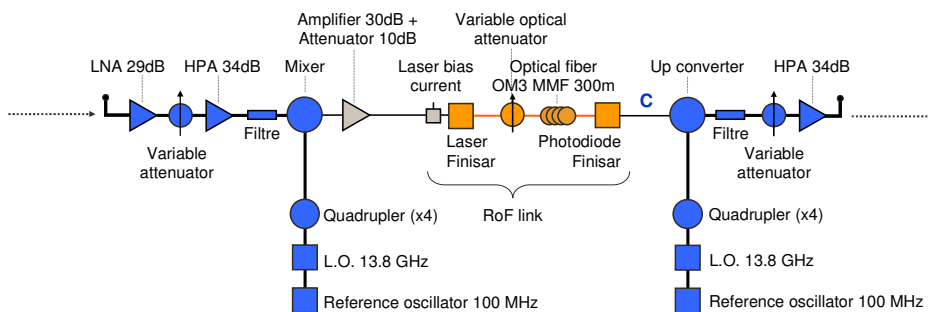 Amplifier 30dB +
Attenuator 10dB
Variable optical
attenuator
LNA 29dB
HPA 34dB
Mixer
Laser bias
current
Optical fiber
OM3 MMF 300m
Up converter
HPA 34dB
C
Filtre
Filtre
Variable
attenuator
Laser
Finisar
Photodiode
Finisar
Variable
attenuator
RoF link
Quadrupler (x4)
Quadrupler (x4)
L.O. 13.8 GHz
L.O. 13.8 GHz
Reference oscillator 100 MHz
Reference oscillator 100 MHz